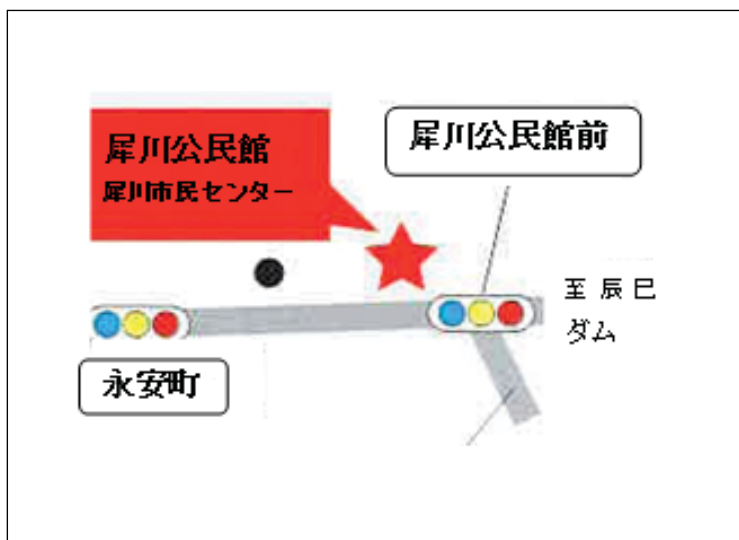 犀川公民館
犀川市民センター
犀川公民館前
至 辰 巳
ダム
永安町